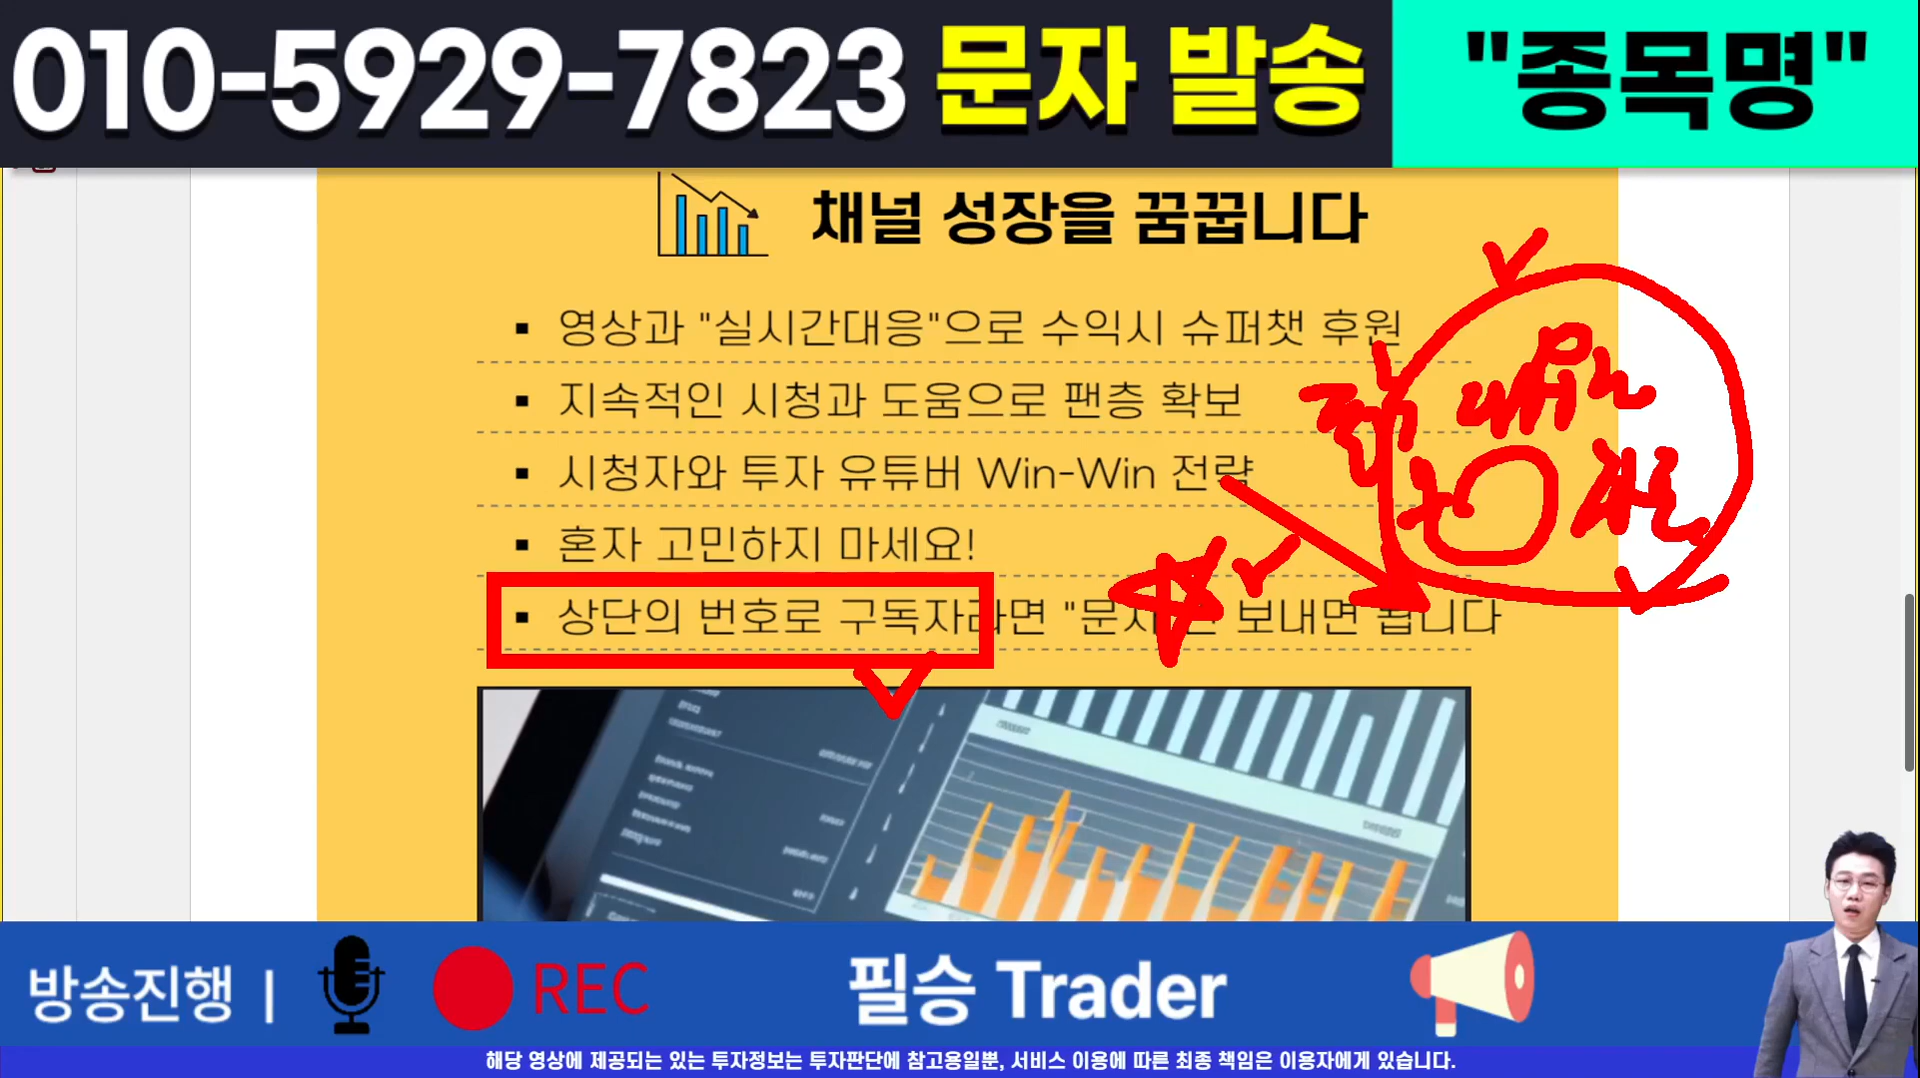 010-5929-7823 문자 발송 "종목명"
채널 성장을 꿈꿉니다
▪ 영상과 "실시간대응"으로 수익시 슈퍼챗 후원
▪ 지속적인 시청과 도움으로 팬층 확보
▪ 시청자와 투자 유튜버 Win-Win 전략
▪ 혼자 고민하지 마세요!
▪ 상단의 번호로 구독자라면 "문자 보내면 됩니다
방송진행 | REC 필승 Trader
해당 영상에 제공되는 있는 투자정보는 투자판단에 참고용일뿐, 서비스 이용에 따른 최종 책임은 이용자에게 있습니다.